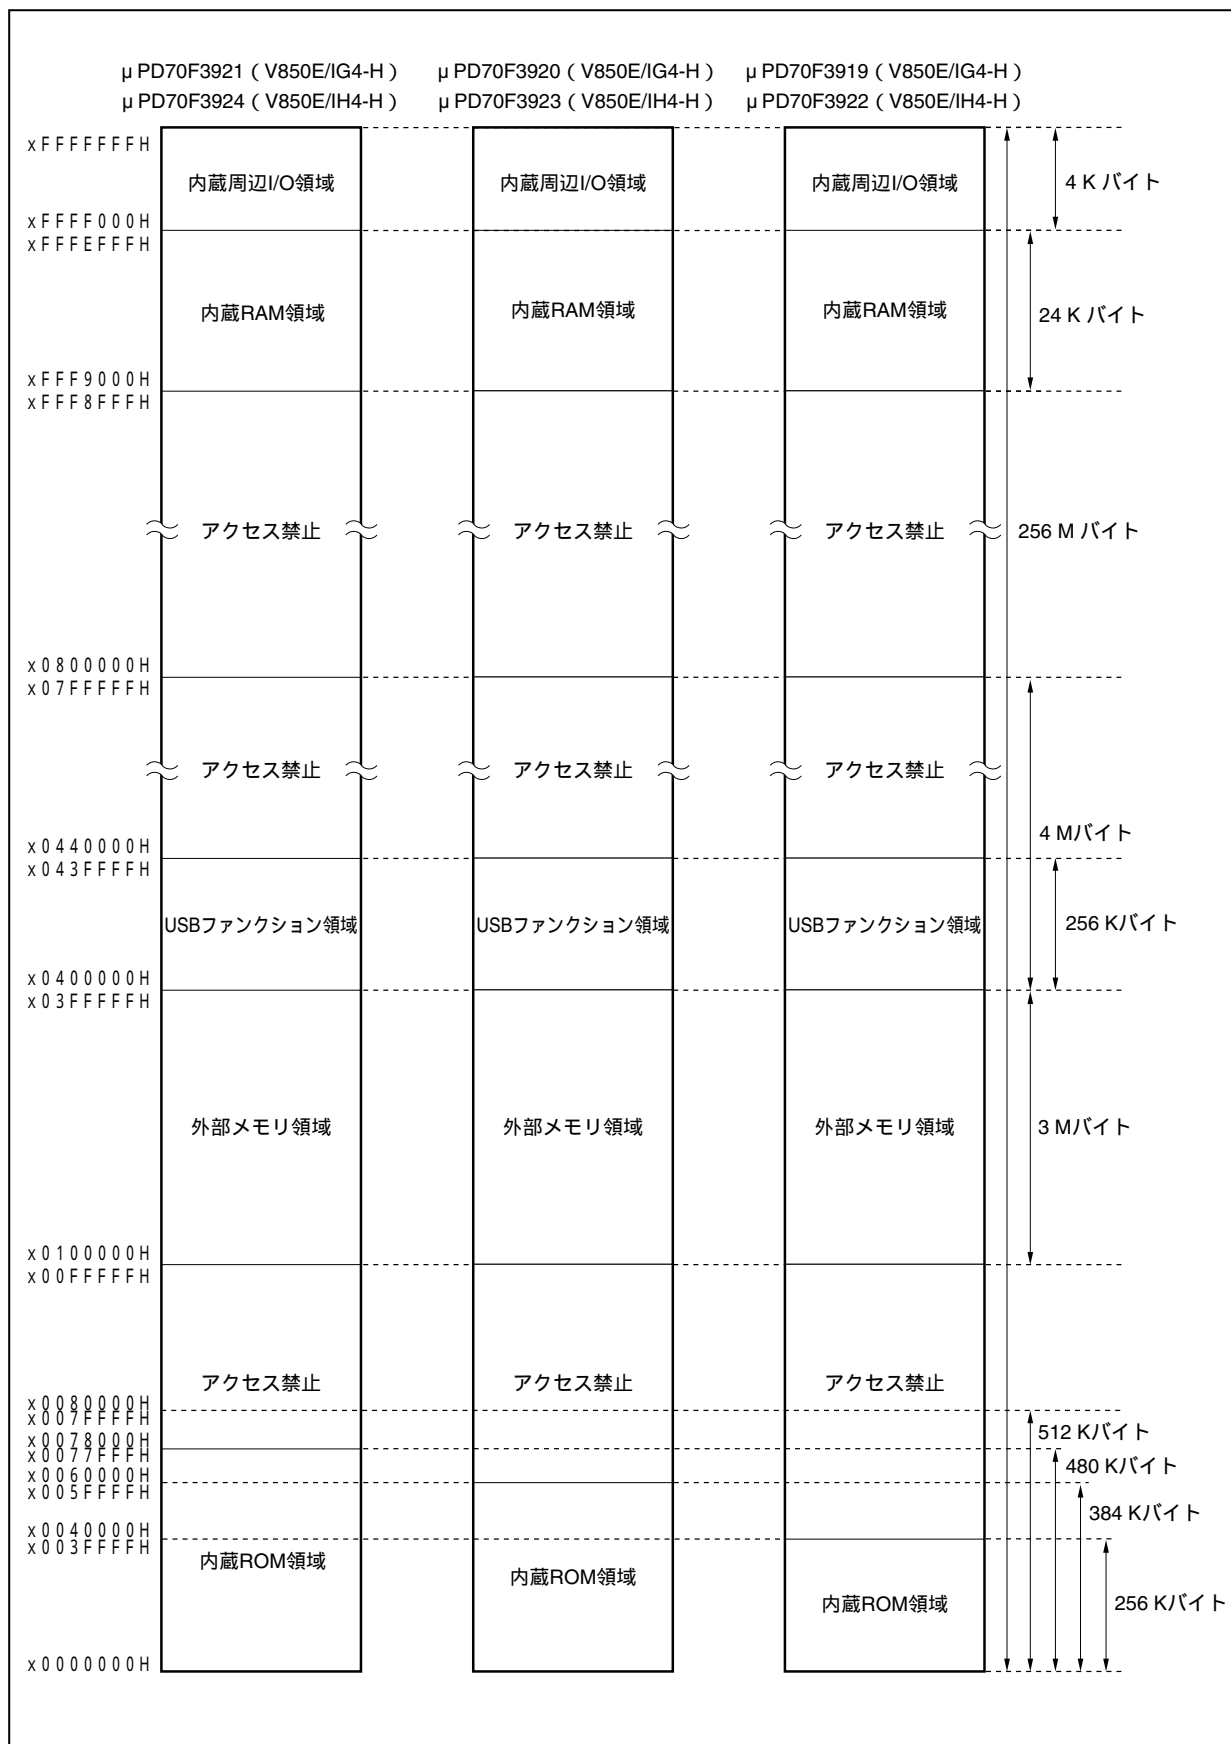 μ PD70F3921 ( V850E/IG4-H ) μ PD70F3920 ( V850E/IG4-H ) μ PD70F3919 ( V850E/IG4-H )
μ PD70F3924 ( V850E/IH4-H ) μ PD70F3923 ( V850E/IH4-H ) μ PD70F3922 ( V850E/IH4-H )
xFFFFFFFH
内蔵周辺I/O領域 内蔵周辺I/O領域 内蔵周辺I/O領域 4 K バイト
xFFFF000H
xFFFEFFFH
内蔵RAM領域 内蔵RAM領域 内蔵RAM領域 24 K バイト
xFFF9000H
xFFF8FFFH
アクセス禁止 アクセス禁止 アクセス禁止 256 M バイト
x0800000H
x07FFFFFH
アクセス禁止 アクセス禁止 アクセス禁止
4 Mバイト
x0440000H
x043FFFFH
USBファンクション領域 USBファンクション領域 USBファンクション領域 256 Kバイト
x0400000H
x03FFFFFH
外部メモリ領域 外部メモリ領域 外部メモリ領域 3 Mバイト
x0100000H
x00FFFFFH
アクセス禁止 アクセス禁止 アクセス禁止
x0080000H
x007FFFFH
512 Kバイト
x0078000H
x0077FFFH
480 Kバイト
x0060000H
x005FFFFH
384 Kバイト
x0040000H
x003FFFFH
内蔵ROM領域 内蔵ROM領域 内蔵ROM領域 256 Kバイト
x0000000H